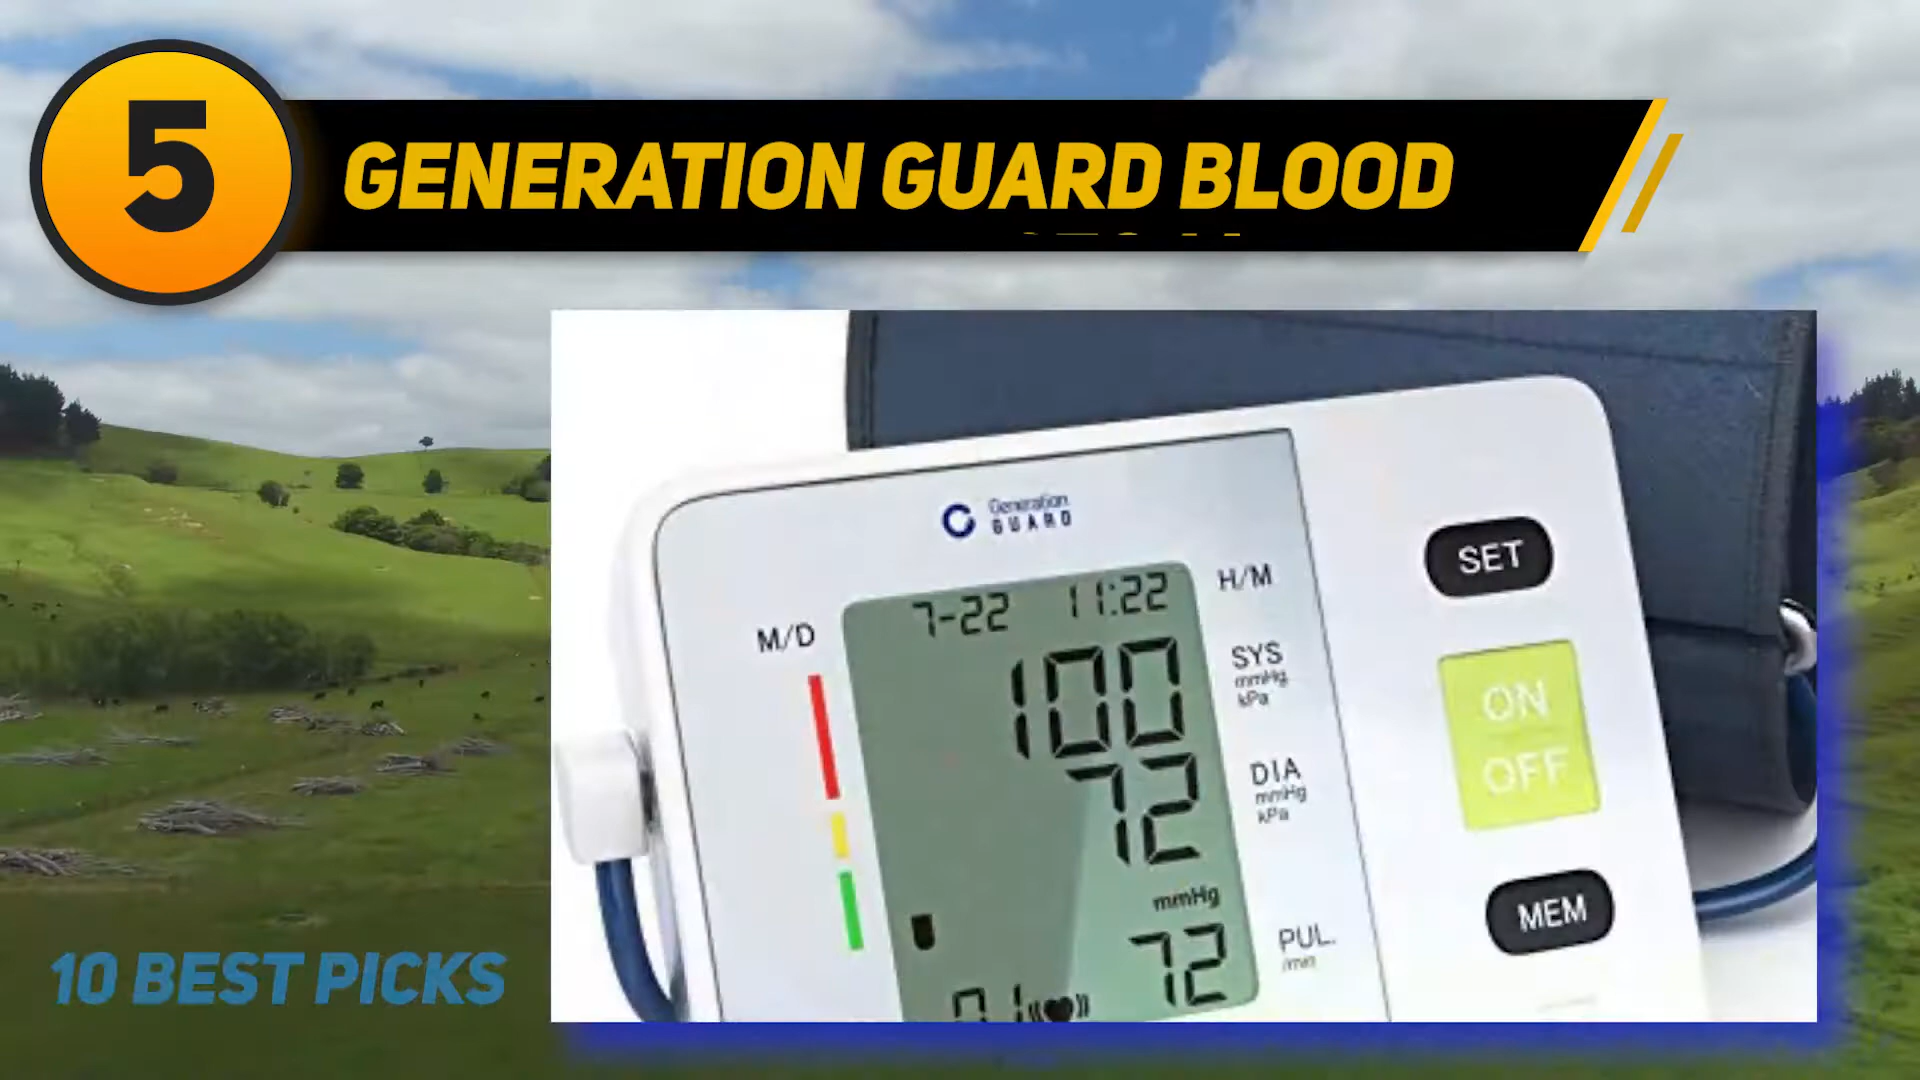 5
GENERATION GUARD BLOOD
Generation
GUARD
M/D
7-22 11:22
H/M
100
SYS
mmHg
kPa
72
DIA
mmHg
kPa
mmHg
72
PUL.
/min
SET
ON
OFF
MEM
10 BEST PICKS